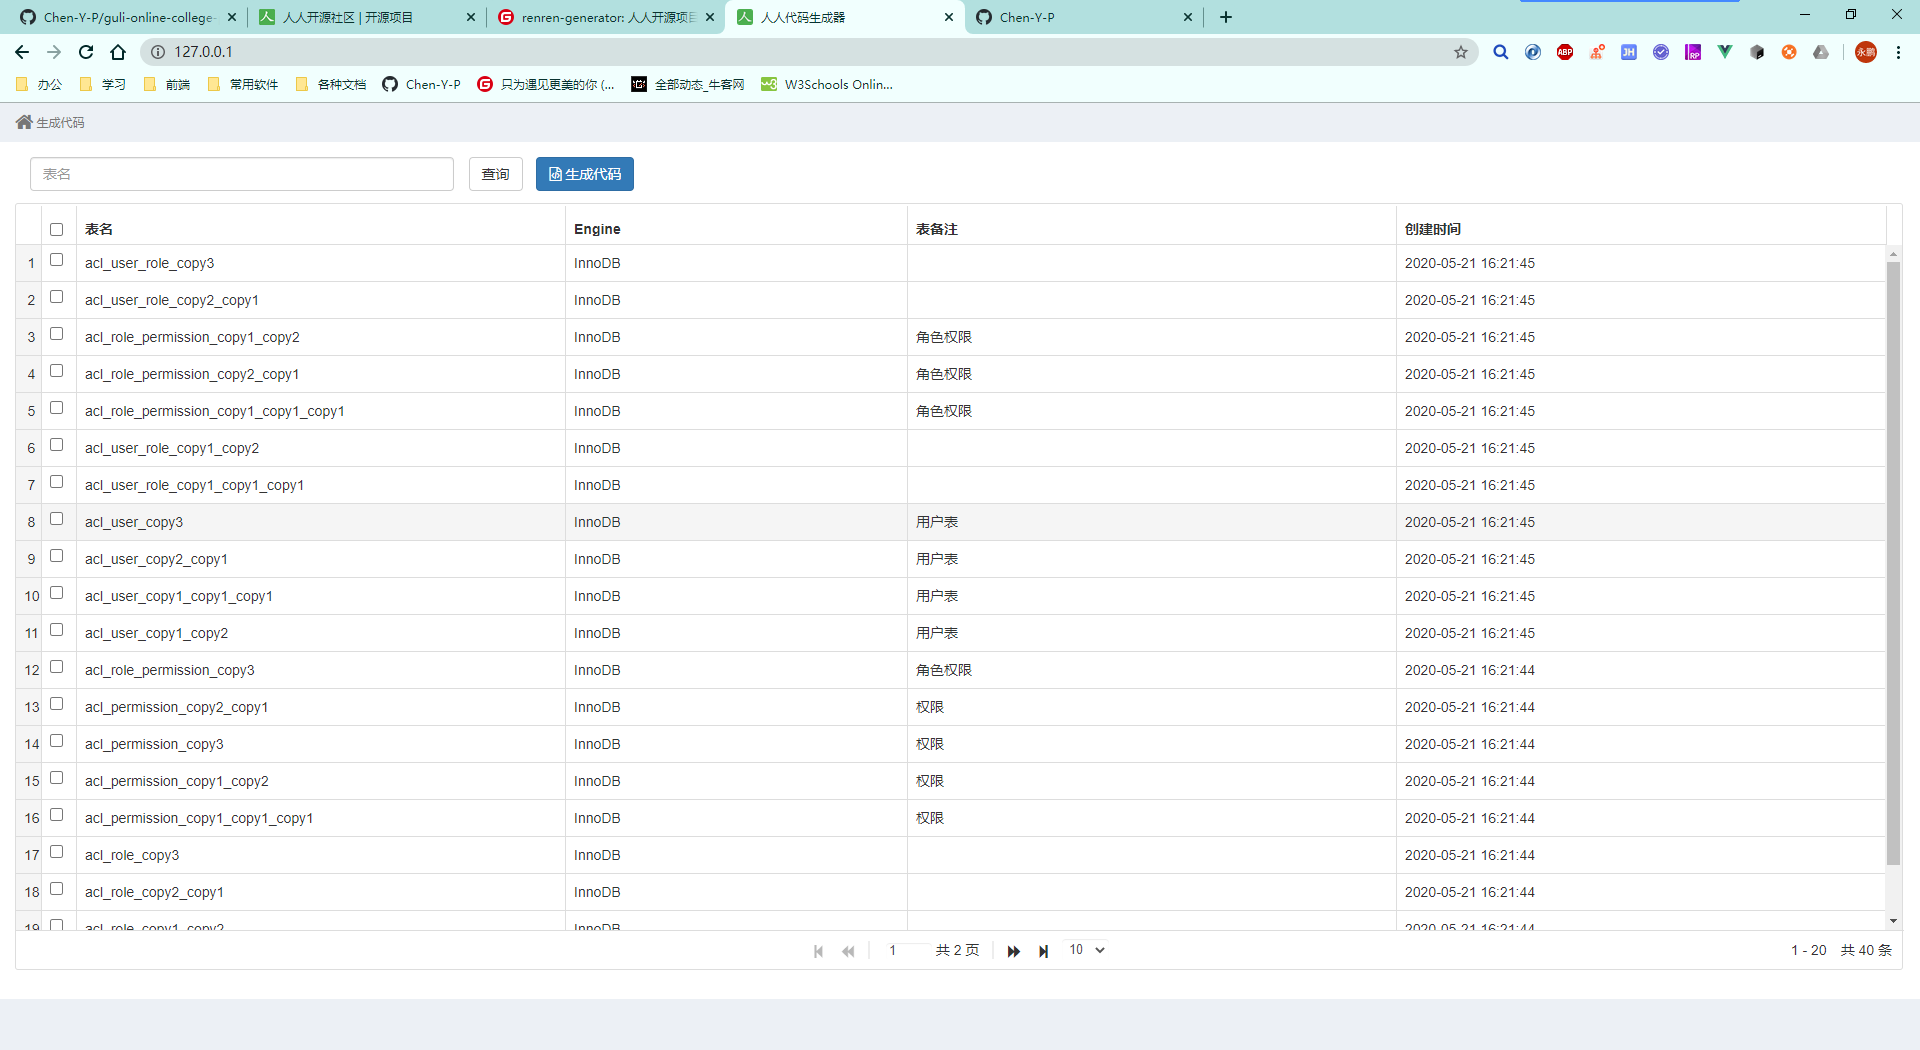 Chen-Y-P/guli-online-college-
人人开源社区 | 开源项目
renren-generator: 人人开源项目
人人代码生成器
Chen-Y-P
127.0.0.1
永鹏
办公 学习 前端 常用软件 各种文档 Chen-Y-P 只为遇见更美的你 (... 全部动态_牛客网 W3Schools Onlin...
生成代码
表名 查询 生成代码
表名 Engine 表备注 创建时间
1 acl_user_role_copy3 InnoDB 2020-05-21 16:21:45
2 acl_user_role_copy2_copy1 InnoDB 2020-05-21 16:21:45
3 acl_role_permission_copy1_copy2 InnoDB 角色权限 2020-05-21 16:21:45
4 acl_role_permission_copy2_copy1 InnoDB 角色权限 2020-05-21 16:21:45
5 acl_role_permission_copy1_copy1_copy1 InnoDB 角色权限 2020-05-21 16:21:45
6 acl_user_role_copy1_copy2 InnoDB 2020-05-21 16:21:45
7 acl_user_role_copy1_copy1_copy1 InnoDB 2020-05-21 16:21:45
8 acl_user_copy3 InnoDB 用户表 2020-05-21 16:21:45
9 acl_user_copy2_copy1 InnoDB 用户表 2020-05-21 16:21:45
10 acl_user_copy1_copy1_copy1 InnoDB 用户表 2020-05-21 16:21:45
11 acl_user_copy1_copy2 InnoDB 用户表 2020-05-21 16:21:45
12 acl_role_permission_copy3 InnoDB 角色权限 2020-05-21 16:21:44
13 acl_permission_copy2_copy1 InnoDB 权限 2020-05-21 16:21:44
14 acl_permission_copy3 InnoDB 权限 2020-05-21 16:21:44
15 acl_permission_copy1_copy2 InnoDB 权限 2020-05-21 16:21:44
16 acl_permission_copy1_copy1_copy1 InnoDB 权限 2020-05-21 16:21:44
17 acl_role_copy3 InnoDB 2020-05-21 16:21:44
18 acl_role_copy2_copy1 InnoDB 2020-05-21 16:21:44
19 acl_role_copy1_copy2 InnoDB 2020-05-21 16:21:44
1 共 2 页 10 1 - 20 共 40 条